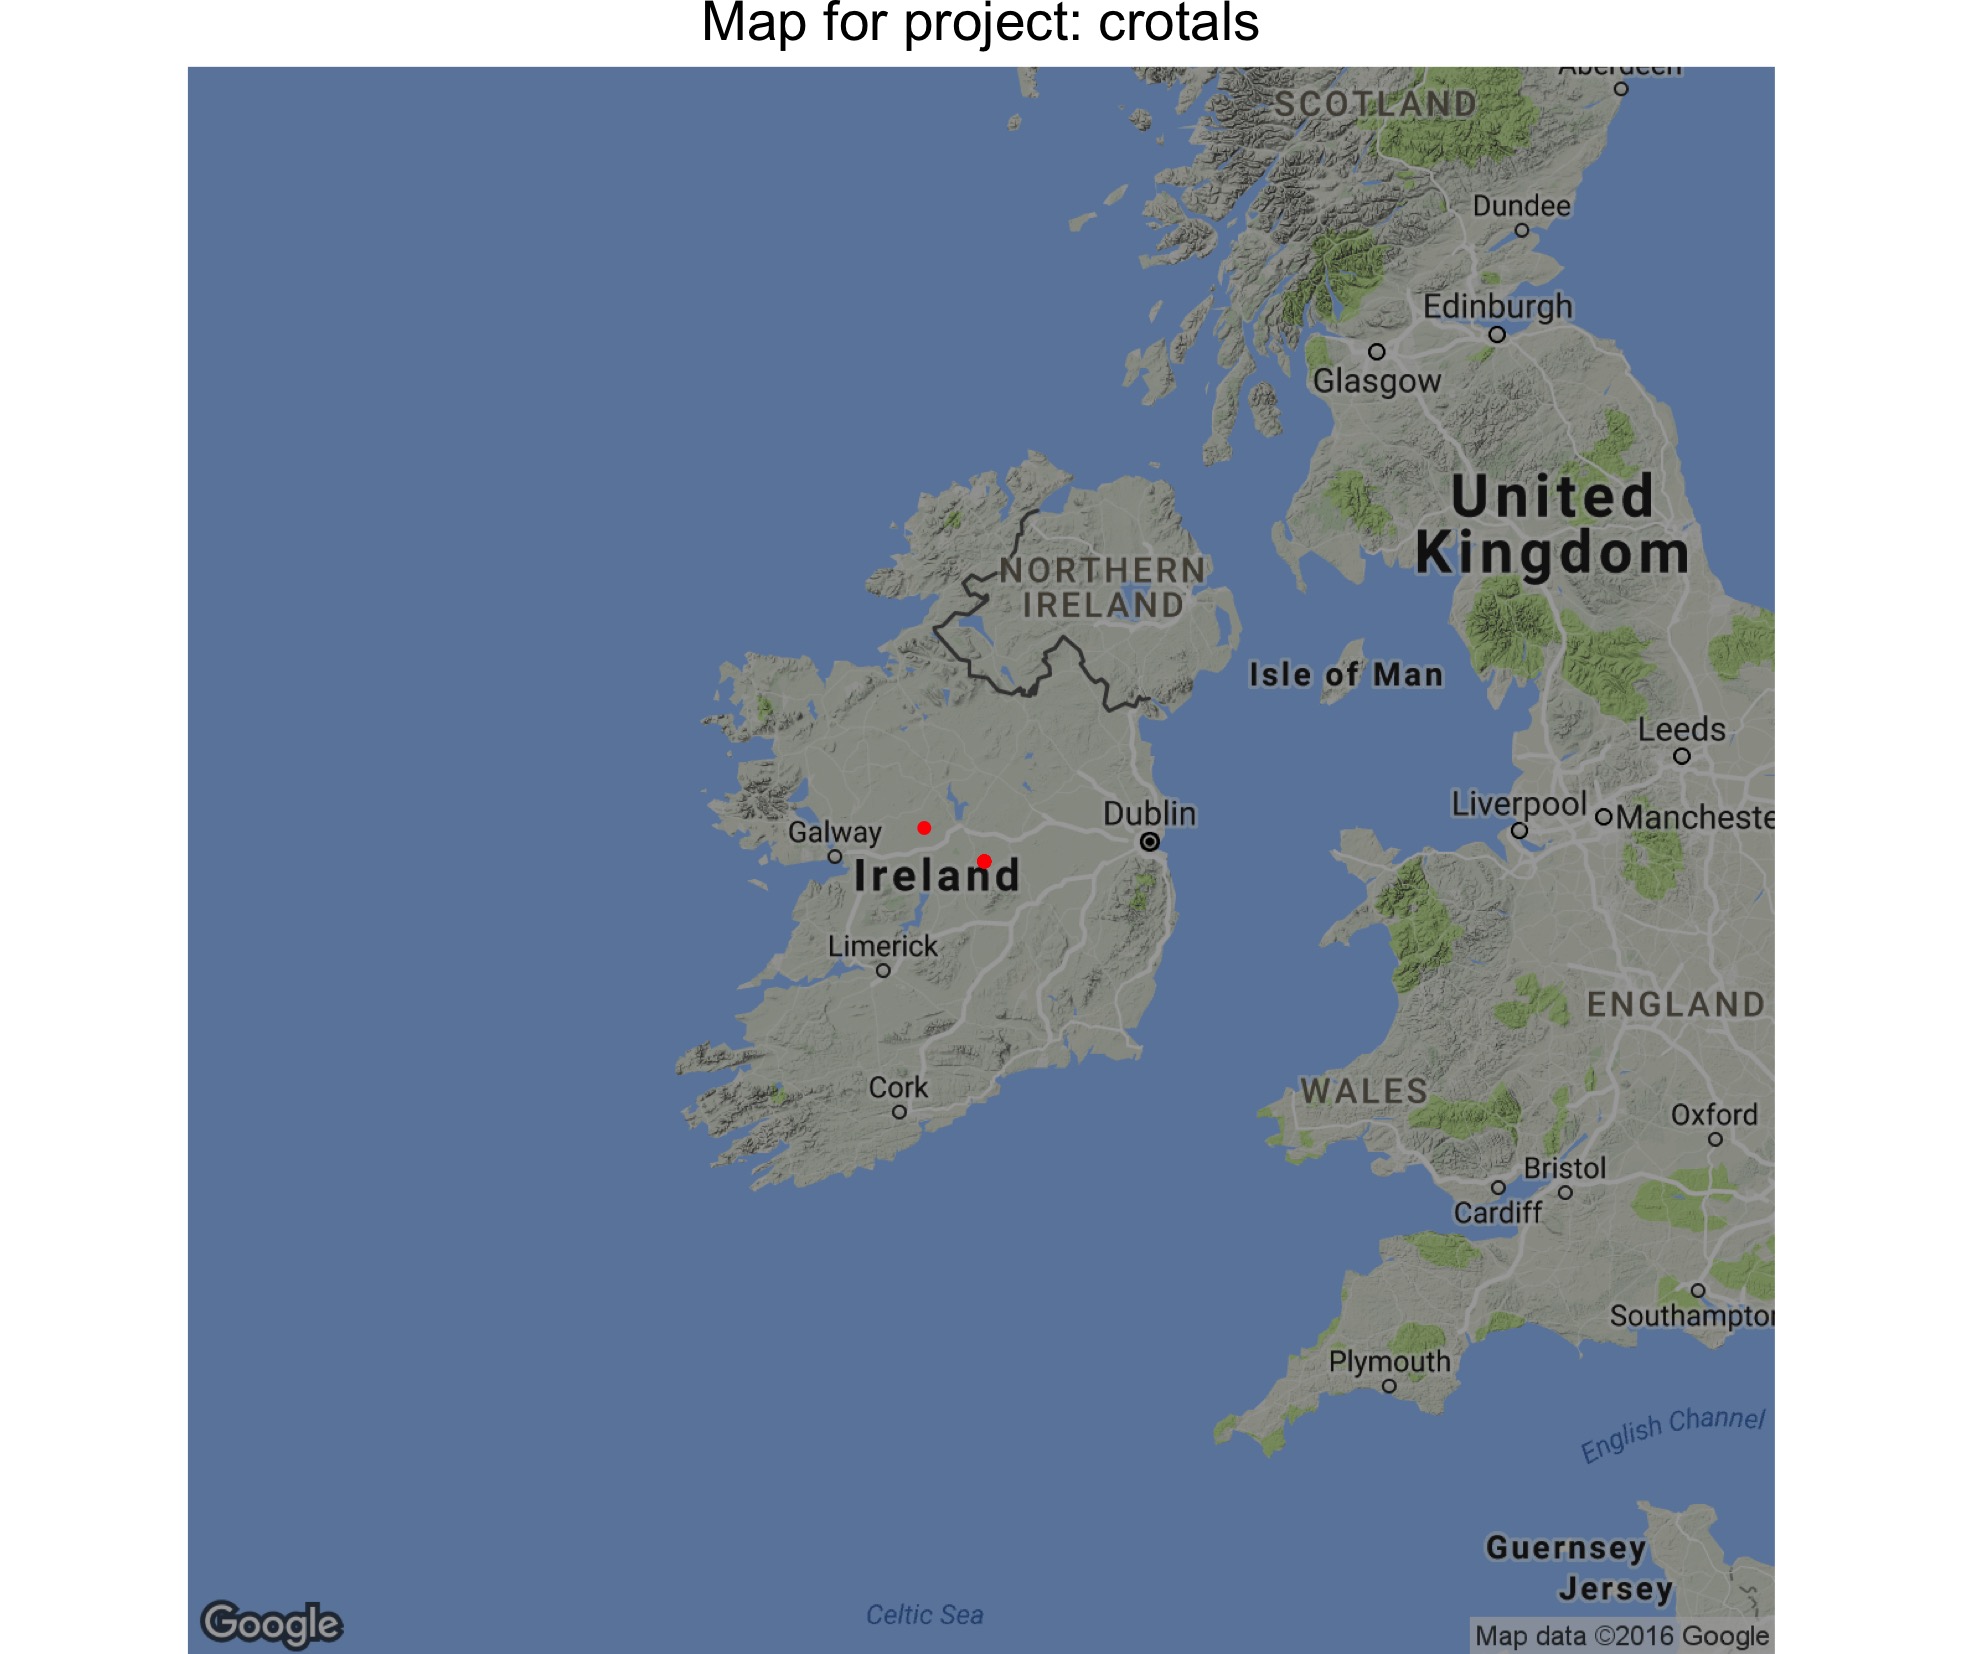 Map for project: crotals
Aberdeen
SCOTLAND
Dundee
Edinburgh
Glasgow
United
Kingdom
NORTHERN
IRELAND
Isle of Man
Leeds
Liverpool
Mancheste
Dublin
Galway
Ireland
Limerick
ENGLAND
Cork
WALES
Oxford
Bristol
Cardiff
Southampton
Plymouth
English Channel
Guernsey
Jersey
Celtic Sea
Google
Map data ©2016 Google